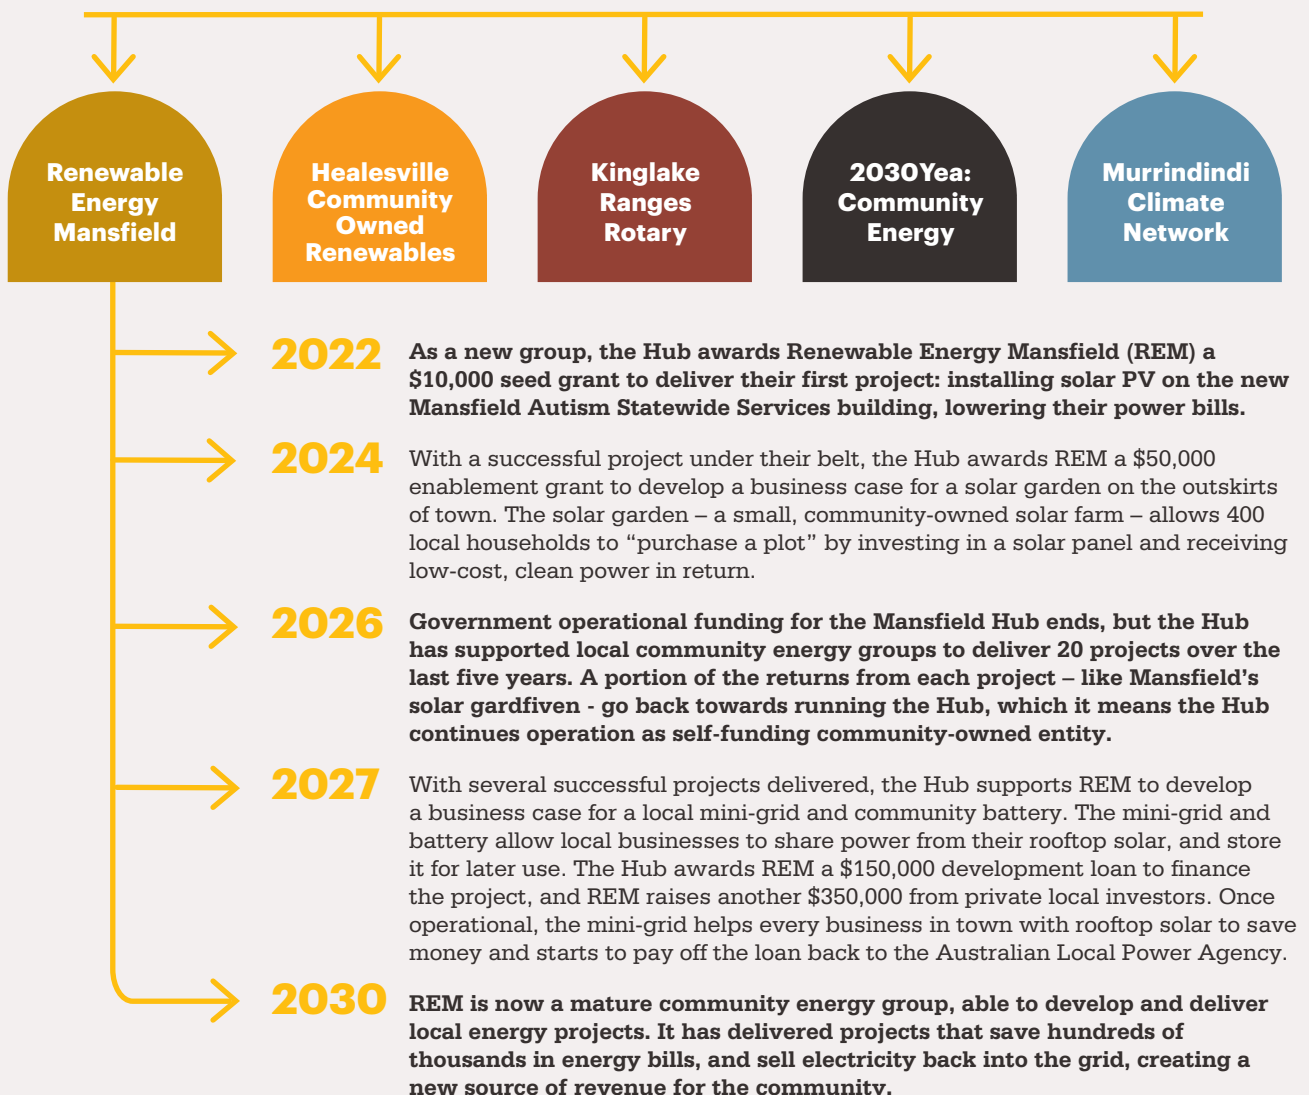 Renewable
Energy
Mansfield
Healesville
Community
Owned
Renewables
Kinglake
Ranges
Rotary
2030Yea:
Community
Energy
Murrindindi
Climate
Network
2022
As a new group, the Hub awards Renewable Energy Mansfield (REM) a
$10,000 seed grant to deliver their first project: installing solar PV on the new
Mansfield Autism Statewide Services building, lowering their power bills.
2024
With a successful project under their belt, the Hub awards REM a $50,000
enablement grant to develop a business case for a solar garden on the outskirts
of town. The solar garden – a small, community-owned solar farm – allows 400
local households to “purchase a plot” by investing in a solar panel and receiving
low-cost, clean power in return.
2026
Government operational funding for the Mansfield Hub ends, but the Hub
has supported local community energy groups to deliver 20 projects over the
last five years. A portion of the returns from each project – like Mansfield’s
solar gardfiven - go back towards running the Hub, which it means the Hub
continues operation as self-funding community-owned entity.
2027
With several successful projects delivered, the Hub supports REM to develop
a business case for a local mini-grid and community battery. The mini-grid and
battery allow local businesses to share power from their rooftop solar, and store
it for later use. The Hub awards REM a $150,000 development loan to finance
the project, and REM raises another $350,000 from private local investors. Once
operational, the mini-grid helps every business in town with rooftop solar to save
money and starts to pay off the loan back to the Australian Local Power Agency.
2030
REM is now a mature community energy group, able to develop and deliver
local energy projects. It has delivered projects that save hundreds of
thousands in energy bills, and sell electricity back into the grid, creating a
new source of revenue for the community.